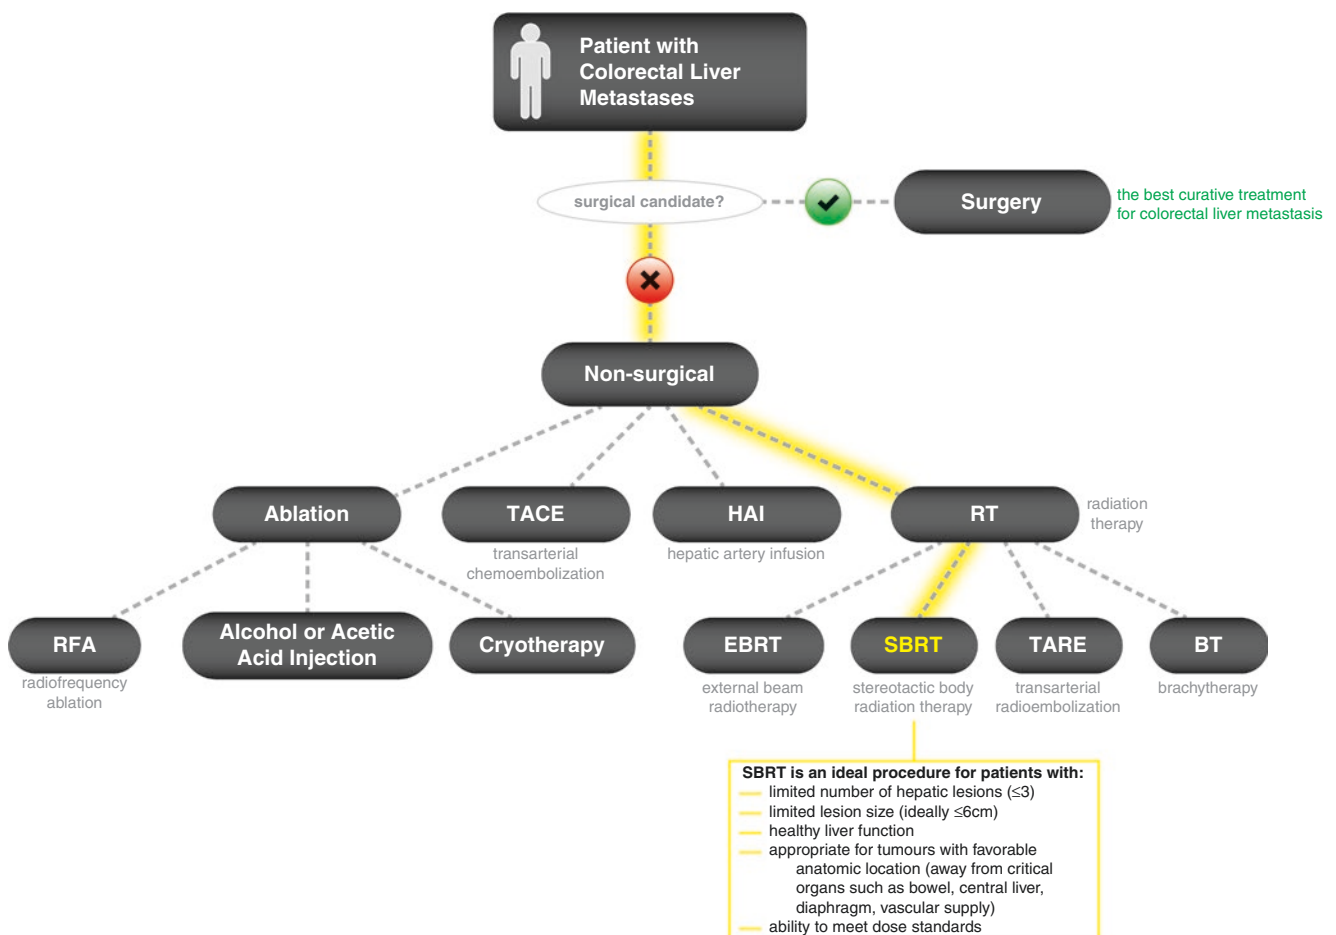 Patient with
Colorectal Liver
Metastases
surgical candidate?
Surgery
the best curative treatment
for colorectal liver metastasis
Non-surgical
Ablation
TACE
HAI
RT
radiation
therapy
transarterial
chemoembolization
hepatic artery infusion
RFA
Alcohol or Acetic
Acid Injection
Cryotherapy
EBRT
SBRT
TARE
BT
radiofrequency
ablation
external beam
radiotherapy
stereotactic body
radiation therapy
transarterial
radioembolization
brachytherapy
SBRT is an ideal procedure for patients with:
limited number of hepatic lesions (≤3)
limited lesion size (ideally ≤6cm)
healthy liver function
appropriate for tumours with favorable
anatomic location (away from critical
organs such as bowel, central liver,
diaphragm, vascular supply)
ability to meet dose standards